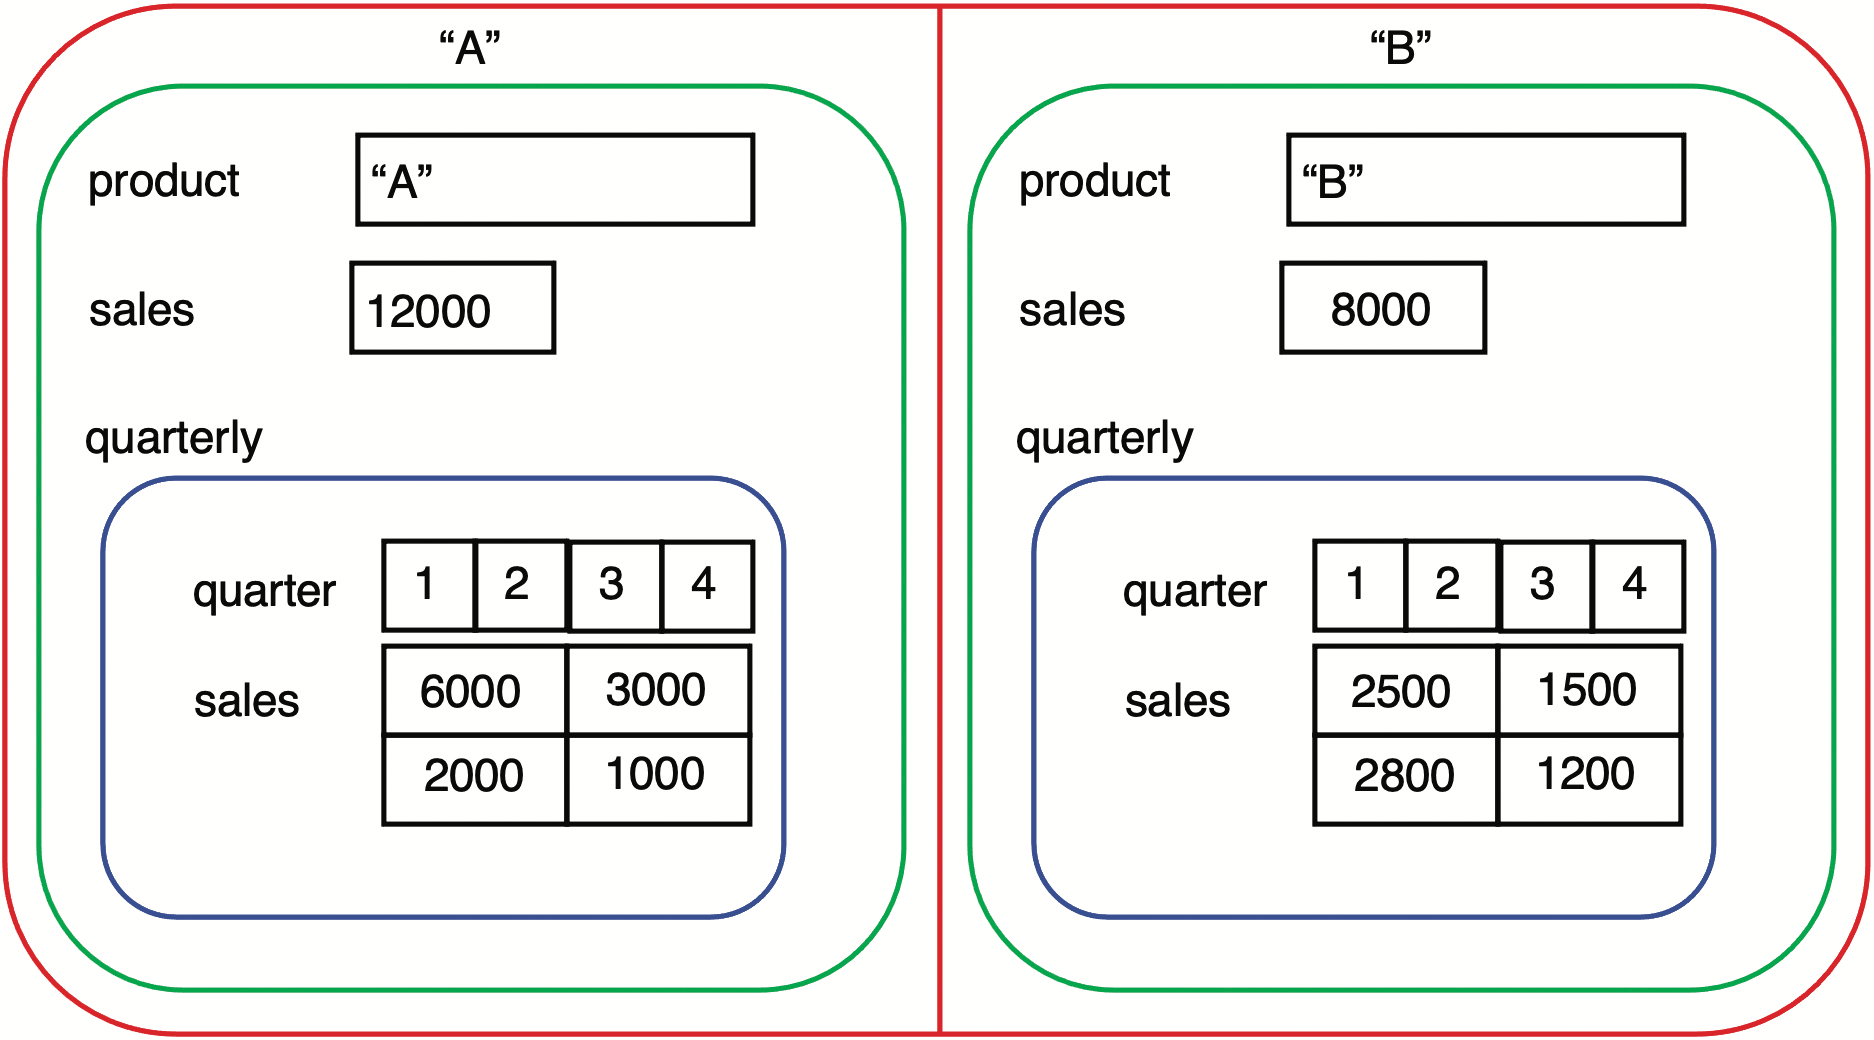 “A”
product “A”
sales 12000
quarterly
quarter 1 2 3 4
sales 6000 3000
2000 1000
“B”
product “B”
sales 8000
quarterly
quarter 1 2 3 4
sales 2500 1500
2800 1200